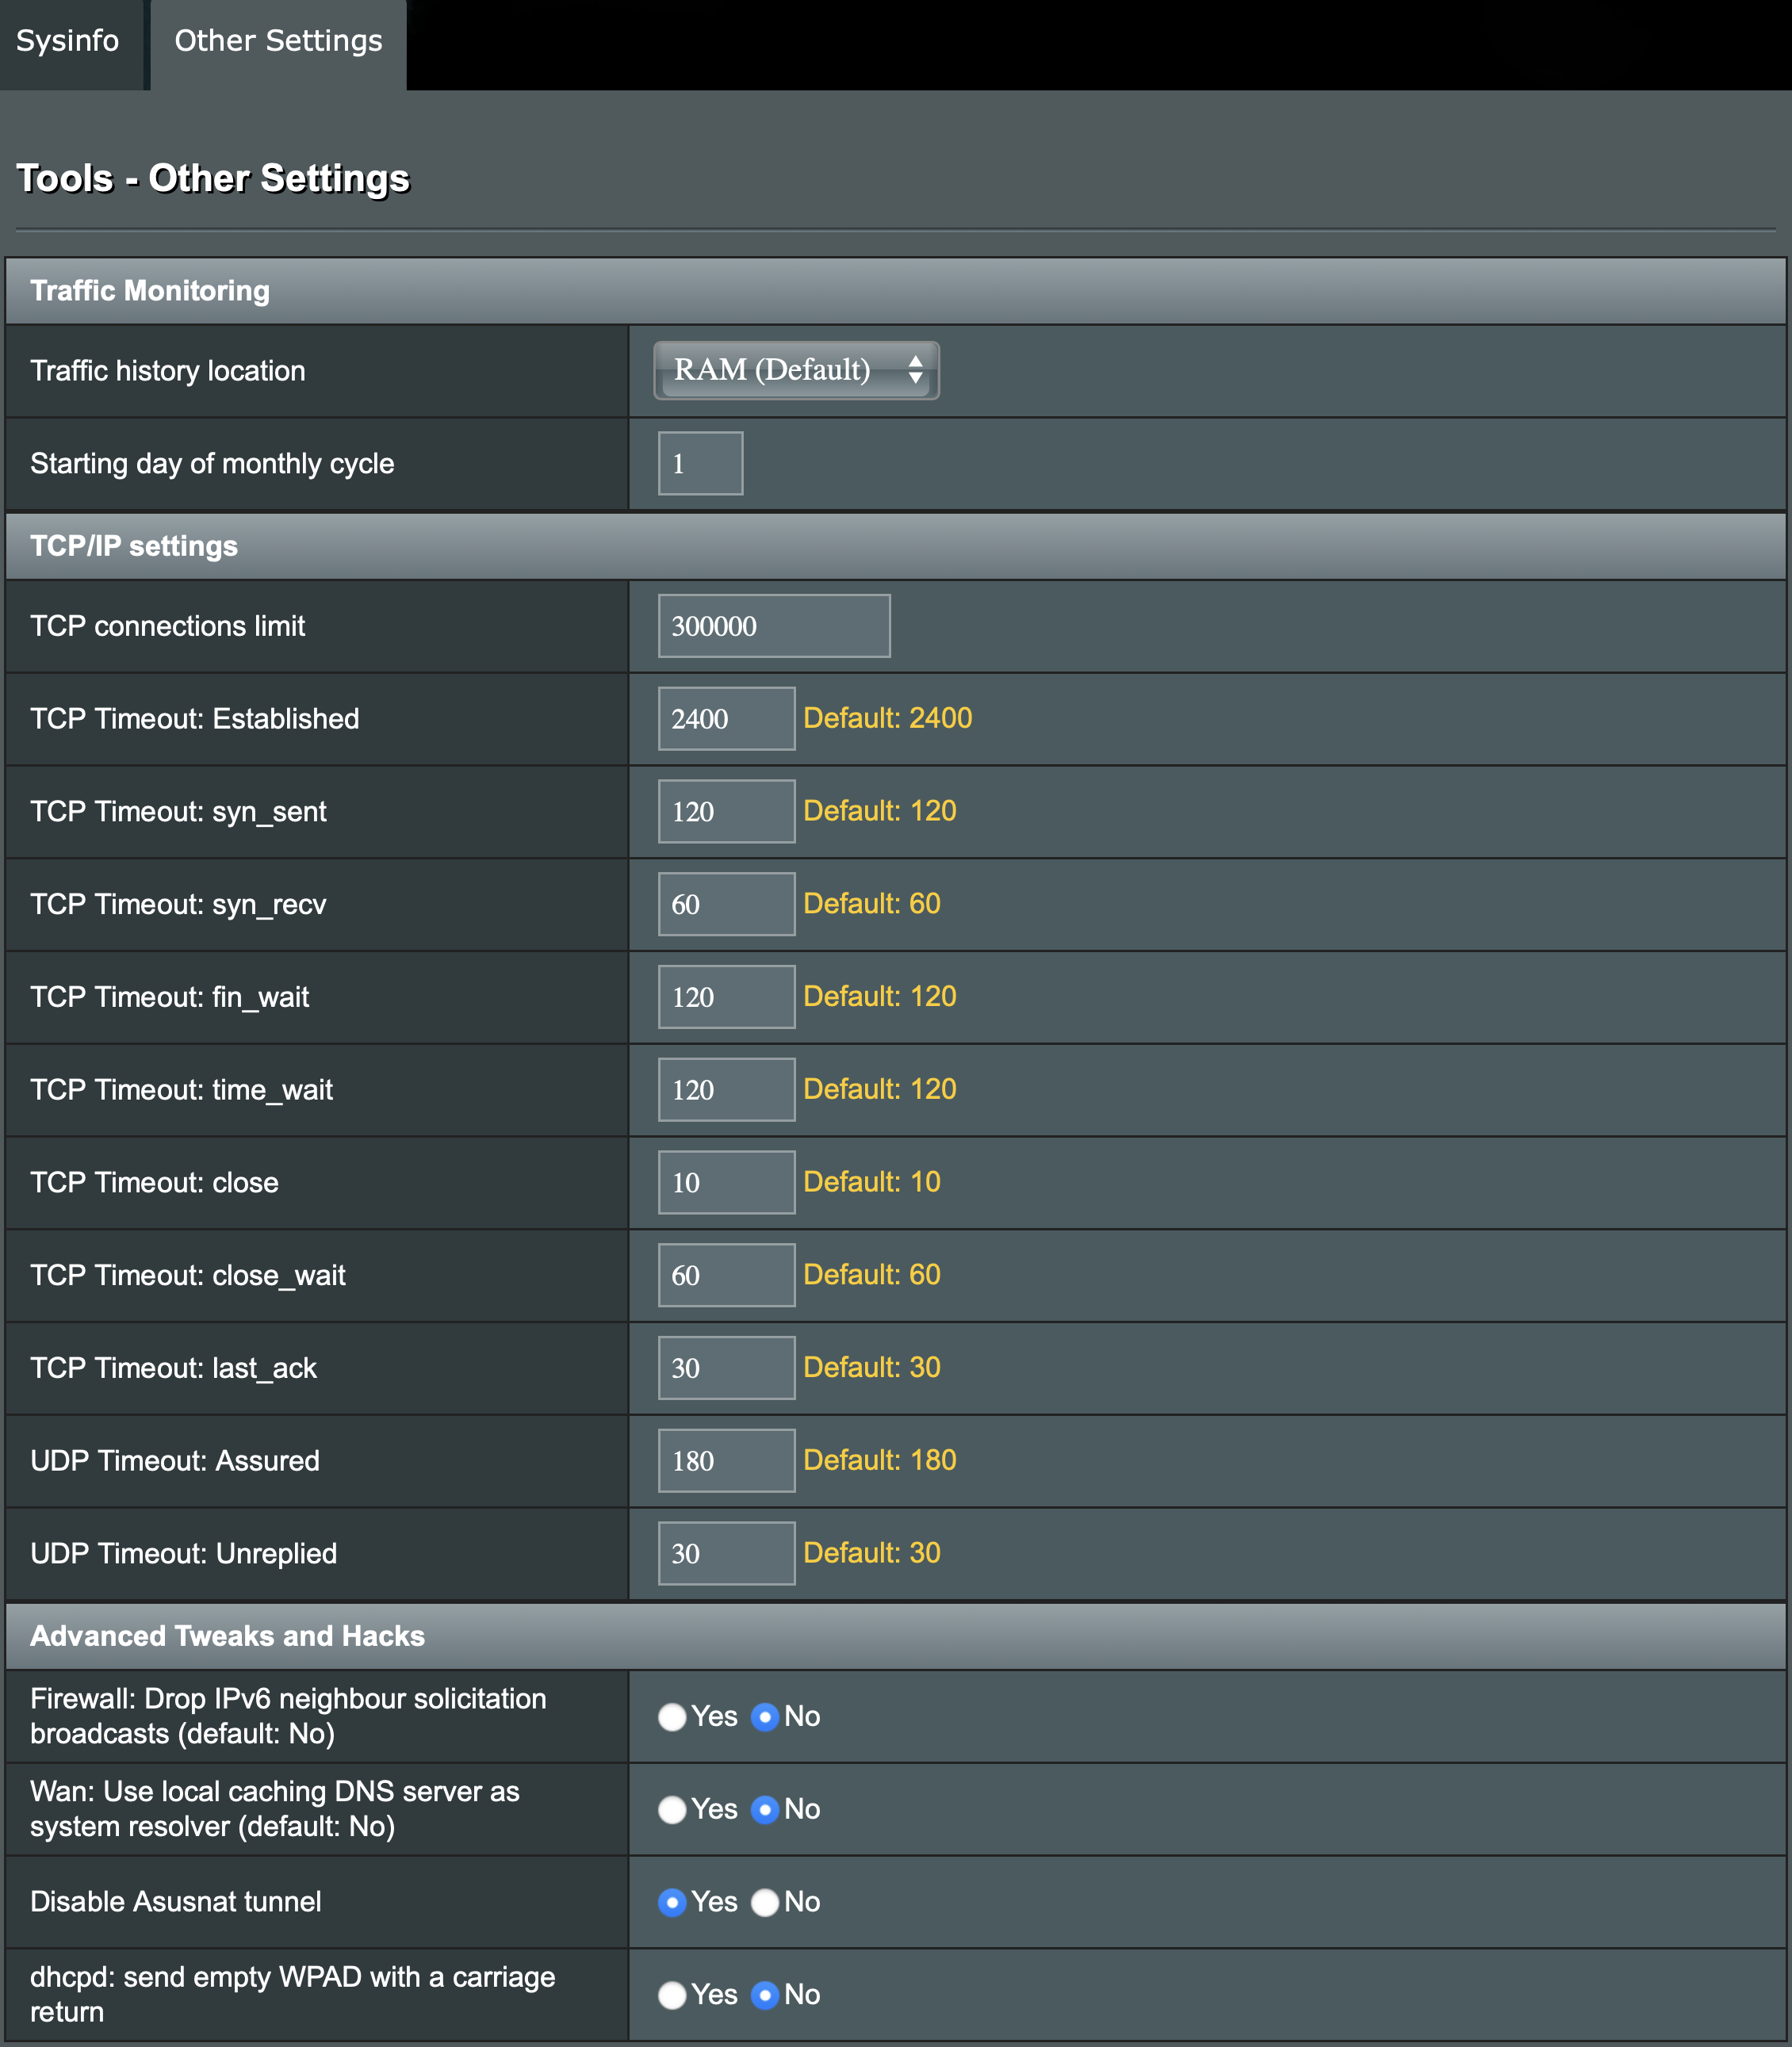 Sysinfo
Other Settings
Tools - Other Settings
Traffic Monitoring
Traffic history location
RAM (Default)
Starting day of monthly cycle
1
TCP/IP settings
TCP connections limit
300000
TCP Timeout: Established
2400 Default: 2400
TCP Timeout: syn_sent
120 Default: 120
TCP Timeout: syn_recv
60 Default: 60
TCP Timeout: fin_wait
120 Default: 120
TCP Timeout: time_wait
120 Default: 120
TCP Timeout: close
10 Default: 10
TCP Timeout: close_wait
60 Default: 60
TCP Timeout: last_ack
30 Default: 30
UDP Timeout: Assured
180 Default: 180
UDP Timeout: Unreplied
30 Default: 30
Advanced Tweaks and Hacks
Firewall: Drop IPv6 neighbour solicitation
broadcasts (default: No)
Yes No
Wan: Use local caching DNS server as
system resolver (default: No)
Yes No
Disable Asusnat tunnel
Yes No
dhcpd: send empty WPAD with a carriage
return
Yes No